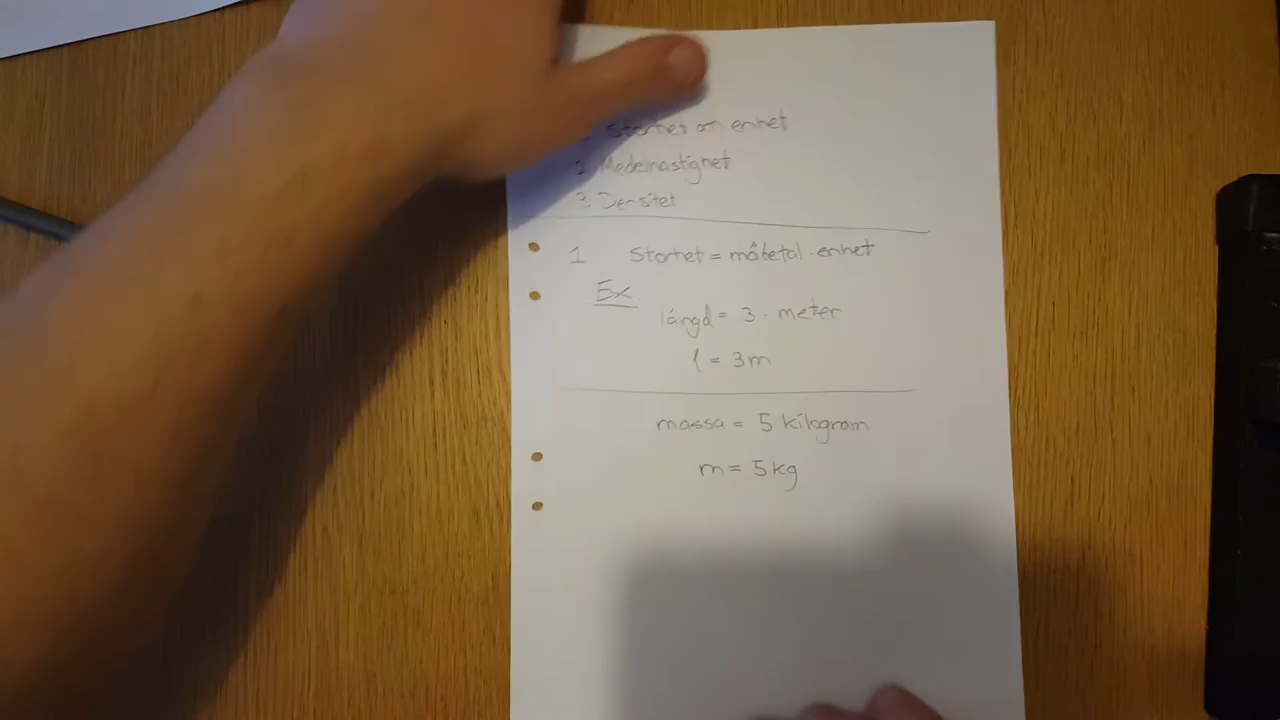 Storhet och enhet
2 Medelhastighet
3 Densitet
1 Storhet = mätetal · enhet
Ex
längd = 3 · meter
l = 3m
massa = 5 kilogram
m = 5kg